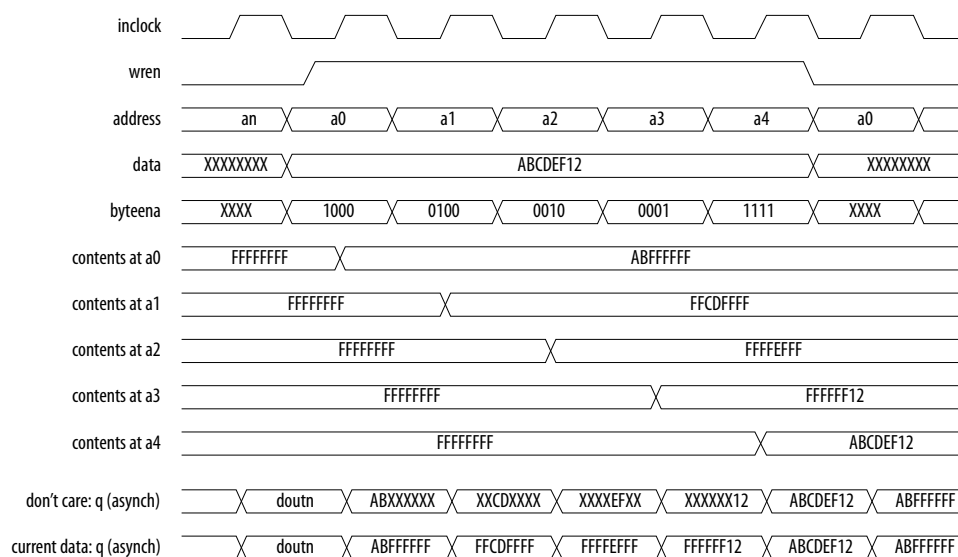 inclock
wren
address an a0 a1 a2 a3 a4 a0
data XXXXXXXX ABCDEF12 XXXXXXXX
byteena XXXX 1000 0100 0010 0001 1111 XXXX
contents at a0 FFFFFFFF ABFFFFFF
contents at a1 FFFFFFFF FFCDFFFF
contents at a2 FFFFFFFF FFFFEFFF
contents at a3 FFFFFFFF FFFFFF12
contents at a4 FFFFFFFF ABCDEF12
don't care: q (asynch) doutn ABXXXXXX XXCDXXXX XXXXEFXX XXXXXX12 ABCDEF12 ABFFFFFF
current data: q (asynch) doutn ABFFFFFF FFCDFFFF FFFFEFFF FFFFFF12 ABCDEF12 ABFFFFFF